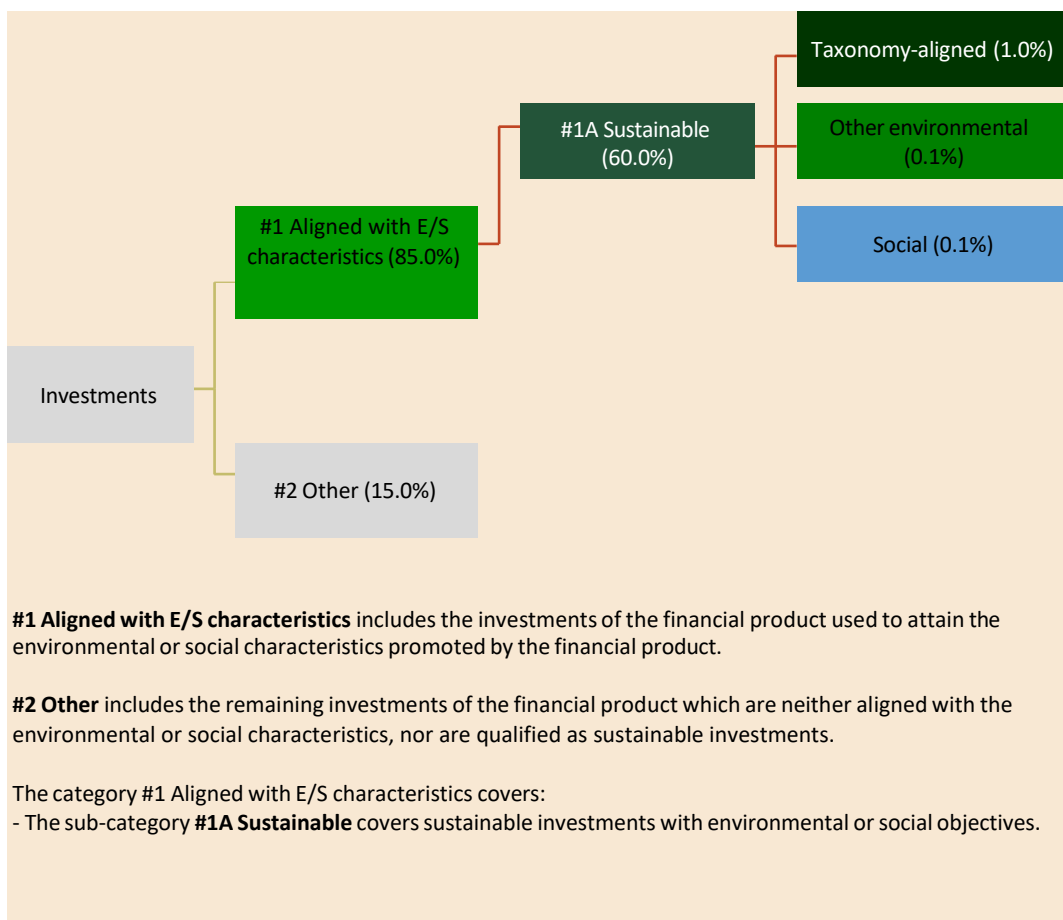 Taxonomy-aligned (1.0%)
#1A Sustainable
(60.0%)
Other environmental
(0.1%)
#1 Aligned with E/S
characteristics (85.0%)
Social (0.1%)
Investments
#2 Other (15.0%)
#1 Aligned with E/S characteristics includes the investments of the financial product used to attain the
environmental or social characteristics promoted by the financial product.
#2 Other includes the remaining investments of the financial product which are neither aligned with the
environmental or social characteristics, nor are qualified as sustainable investments.
The category #1 Aligned with E/S characteristics covers:
- The sub-category #1A Sustainable covers sustainable investments with environmental or social objectives.